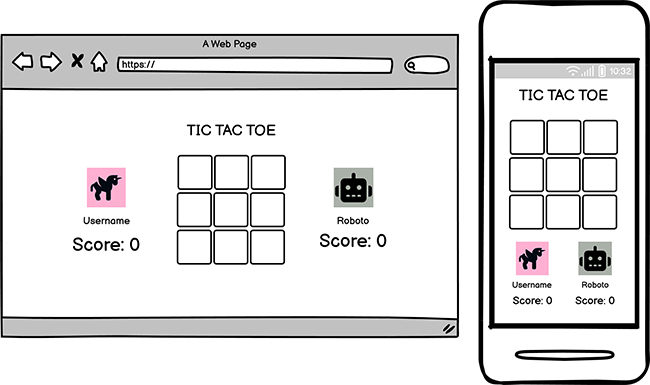 A Web Page
https://
TIC TAC TOE
Username
Roboto
Score: 0
Score: 0
10:32
TIC TAC TOE
Username
Roboto
Score: 0
Score: 0